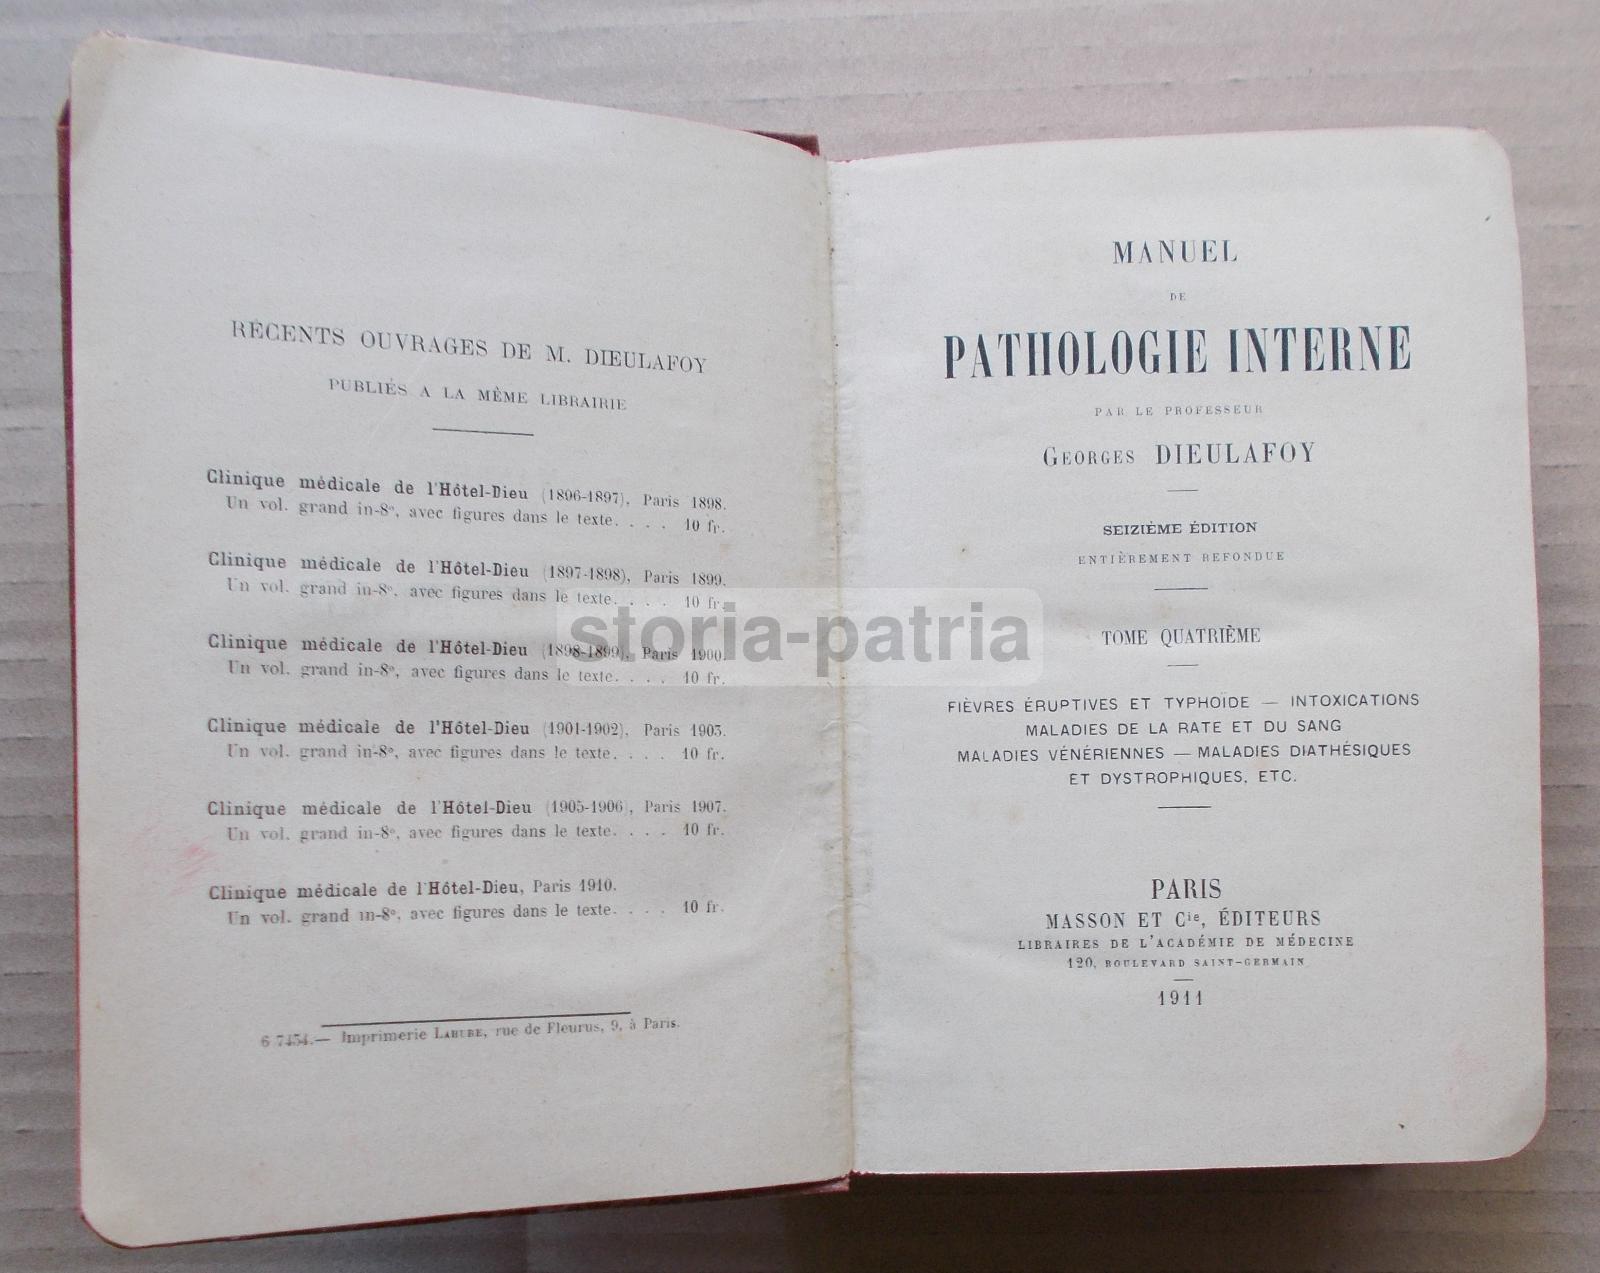 RÉCENTS OUVRAGES DE M. DIEULAFOY
PUBLIÉS A LA MÊME LIBRAIRIE
Clinique médicale de l'Hôtel-Dieu (1896-1897), Paris 1898.
Un vol. grand in-8°, avec figures dans le texte. . . . 10 fr.
Clinique médicale de l'Hôtel-Dieu (1897-1898), Paris 1899.
Un vol. grand in-8°, avec figures dans le texte. . . . 10 fr.
Clinique médicale de l'Hôtel-Dieu (1898-1899), Paris 1900.
Un vol. grand in-8°, avec figures dans le texte. . . . 10 fr.
Clinique médicale de l'Hôtel-Dieu (1901-1902), Paris 1903.
Un vol. grand in-8°, avec figures dans le texte. . . . 10 fr.
Clinique médicale de l'Hôtel-Dieu (1905-1906), Paris 1907.
Un vol. grand in-8°, avec figures dans le texte. . . . 10 fr.
Clinique médicale de l'Hôtel-Dieu, Paris 1910.
Un vol. grand in-8°, avec figures dans le texte. . . . 10 fr.
6 7454.— Imprimerie LAHURE, rue de Fleurus, 9, à Paris.
MANUEL
DE
PATHOLOGIE INTERNE
PAR LE PROFESSEUR
GEORGES DIEULAFOY
SEIZIÈME ÉDITION
ENTIÈREMENT REFONDUE
TOME QUATRIÈME
FIÈVRES ÉRUPTIVES ET TYPHOÏDE — INTOXICATIONS
MALADIES DE LA RATE ET DU SANG
MALADIES VÉNÉRIENNES — MALADIES DIATHÉSIQUES
ET DYSTROPHIQUES, ETC.
PARIS
MASSON ET Cie, ÉDITEURS
LIBRAIRES DE L'ACADÉMIE DE MÉDECINE
120, BOULEVARD SAINT-GERMAIN
1911
storia-patria